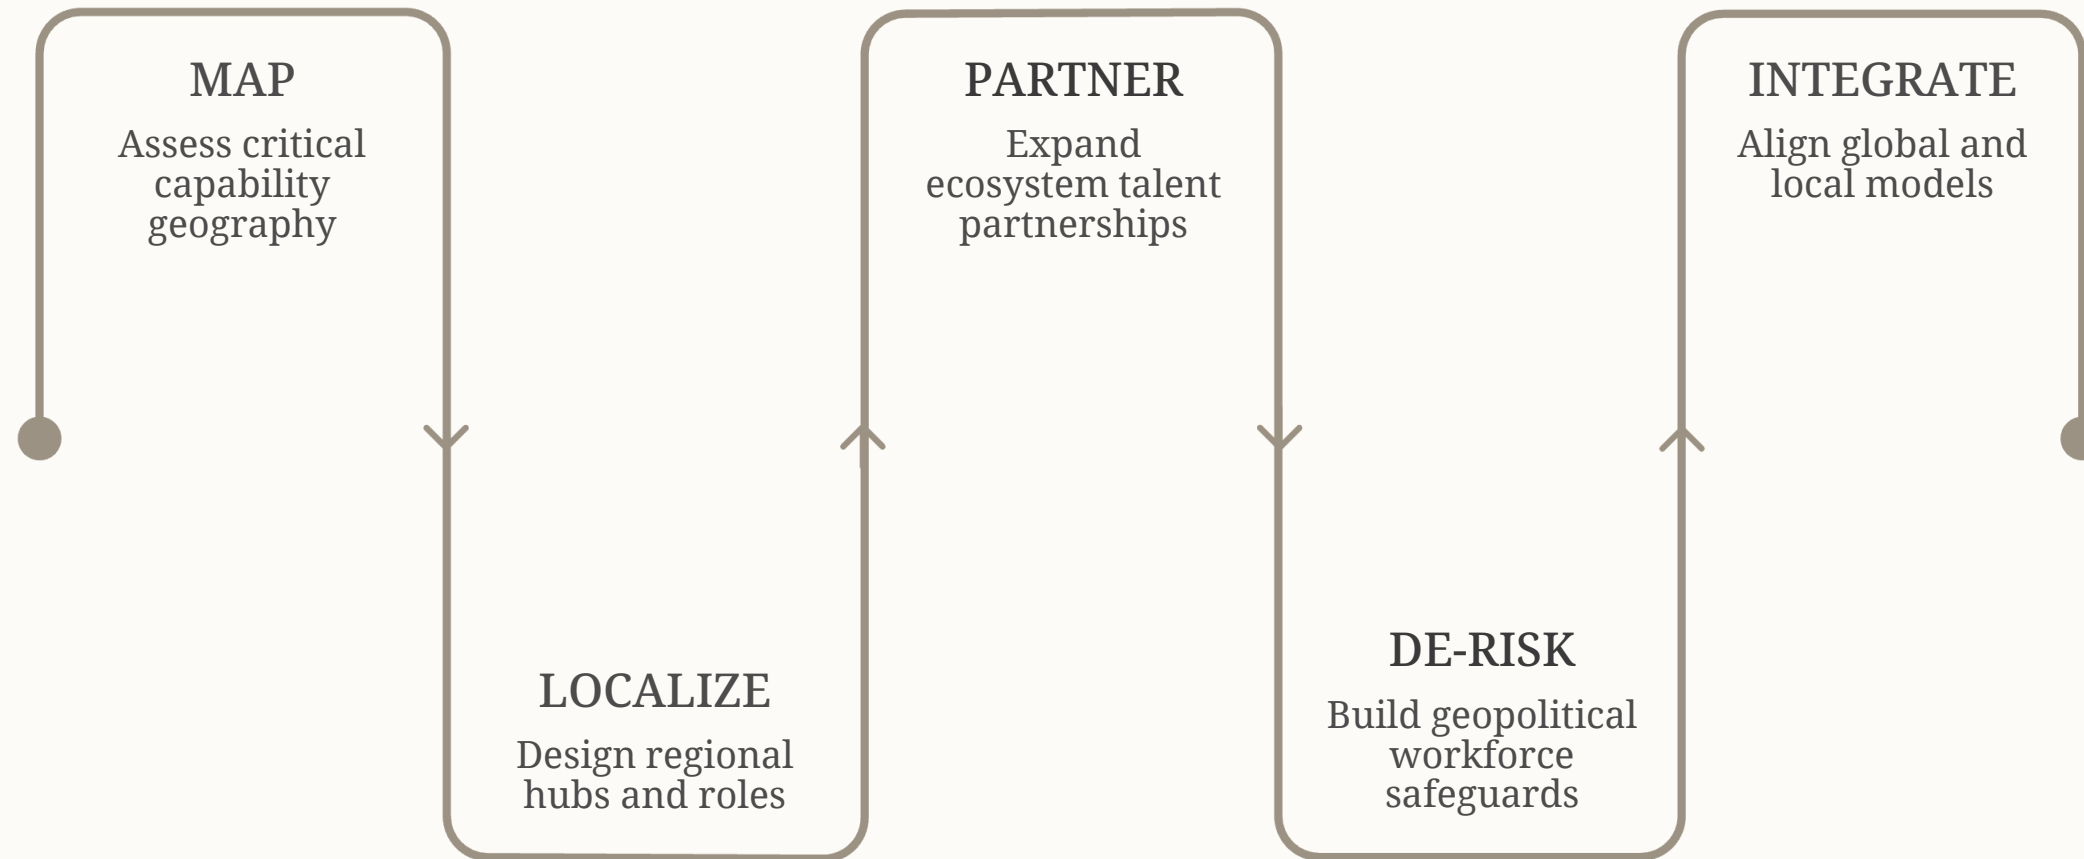 MAP
Assess critical
capability
geography
LOCALIZE
Design regional
hubs and roles
PARTNER
Expand
ecosystem talent
partnerships
DE-RISK
Build geopolitical
workforce
safeguards
INTEGRATE
Align global and
local models